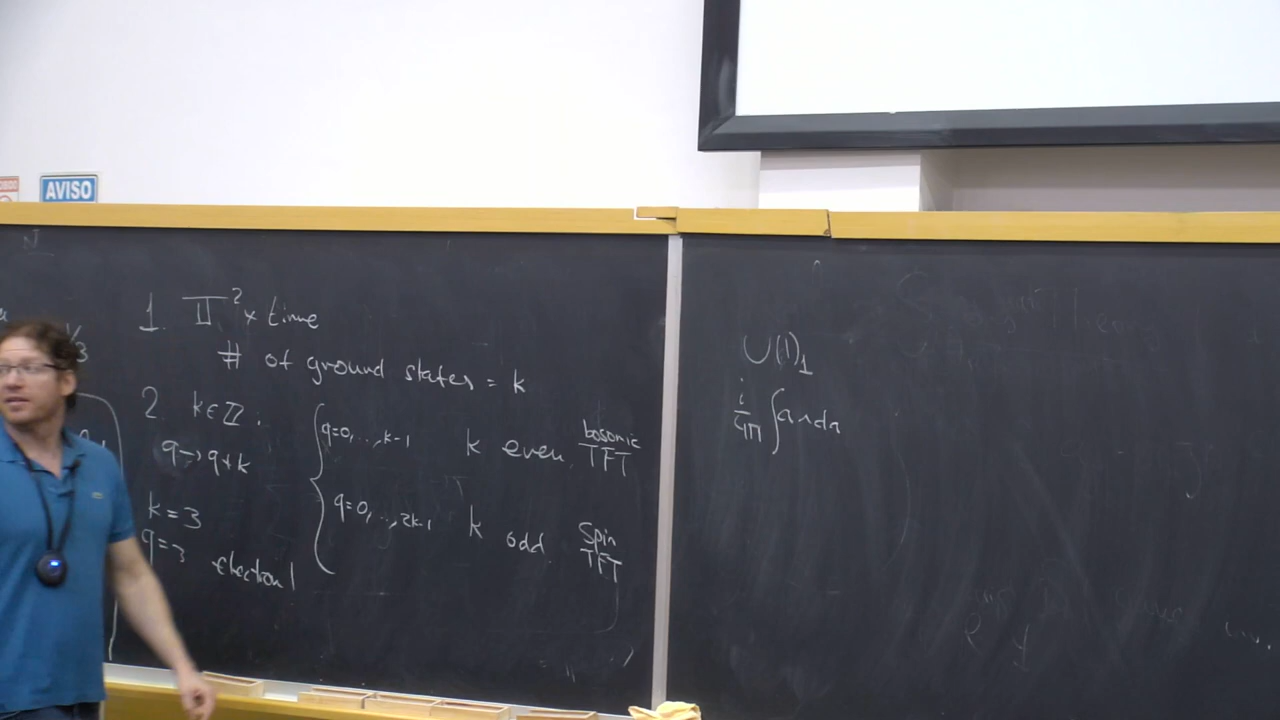 AVISO
1. 𝕋² × time
# of ground states = k
2. k ∈ ℤ.
q → q+k
k = 3
q = 3 electron!
q=0,...,k-1 k even, bosonic TFT
q=0,...,2k-1 k odd. Spin TFT
U(1)₁
i/4π ∫ a∧da